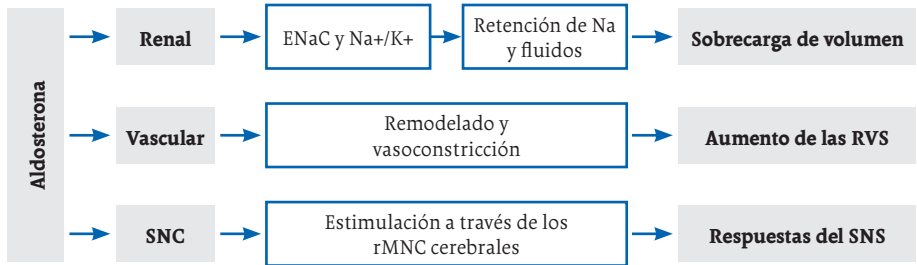 Aldosterona
Renal
ENaC y Na+/K+
Retención de Na
y fluidos
Sobrecarga de volumen
Vascular
Remodelado y
vasoconstricción
Aumento de las RVS
SNC
Estimulación a través de los
rMNC cerebrales
Respuestas del SNS